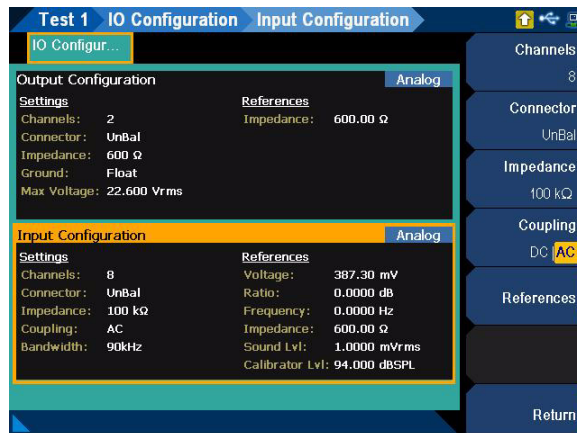 Test 1 IO Configuration Input Configuration
IO Configur...
Output Configuration Analog
Settings References
Channels: 2 Impedance: 600.00 Ω
Connector: UnBal
Impedance: 600 Ω
Ground: Float
Max Voltage: 22.600 Vrms
Input Configuration Analog
Settings References
Channels: 8 Voltage: 387.30 mV
Connector: UnBal Ratio: 0.0000 dB
Impedance: 100 kΩ Frequency: 0.0000 Hz
Coupling: AC Impedance: 600.00 Ω
Bandwidth: 90kHz Sound Lvl: 1.0000 mVrms
Calibrator Lvl: 94.000 dBSPL
Channels
8
Connector
UnBal
Impedance
100 kΩ
Coupling
DC |AC
References
Return